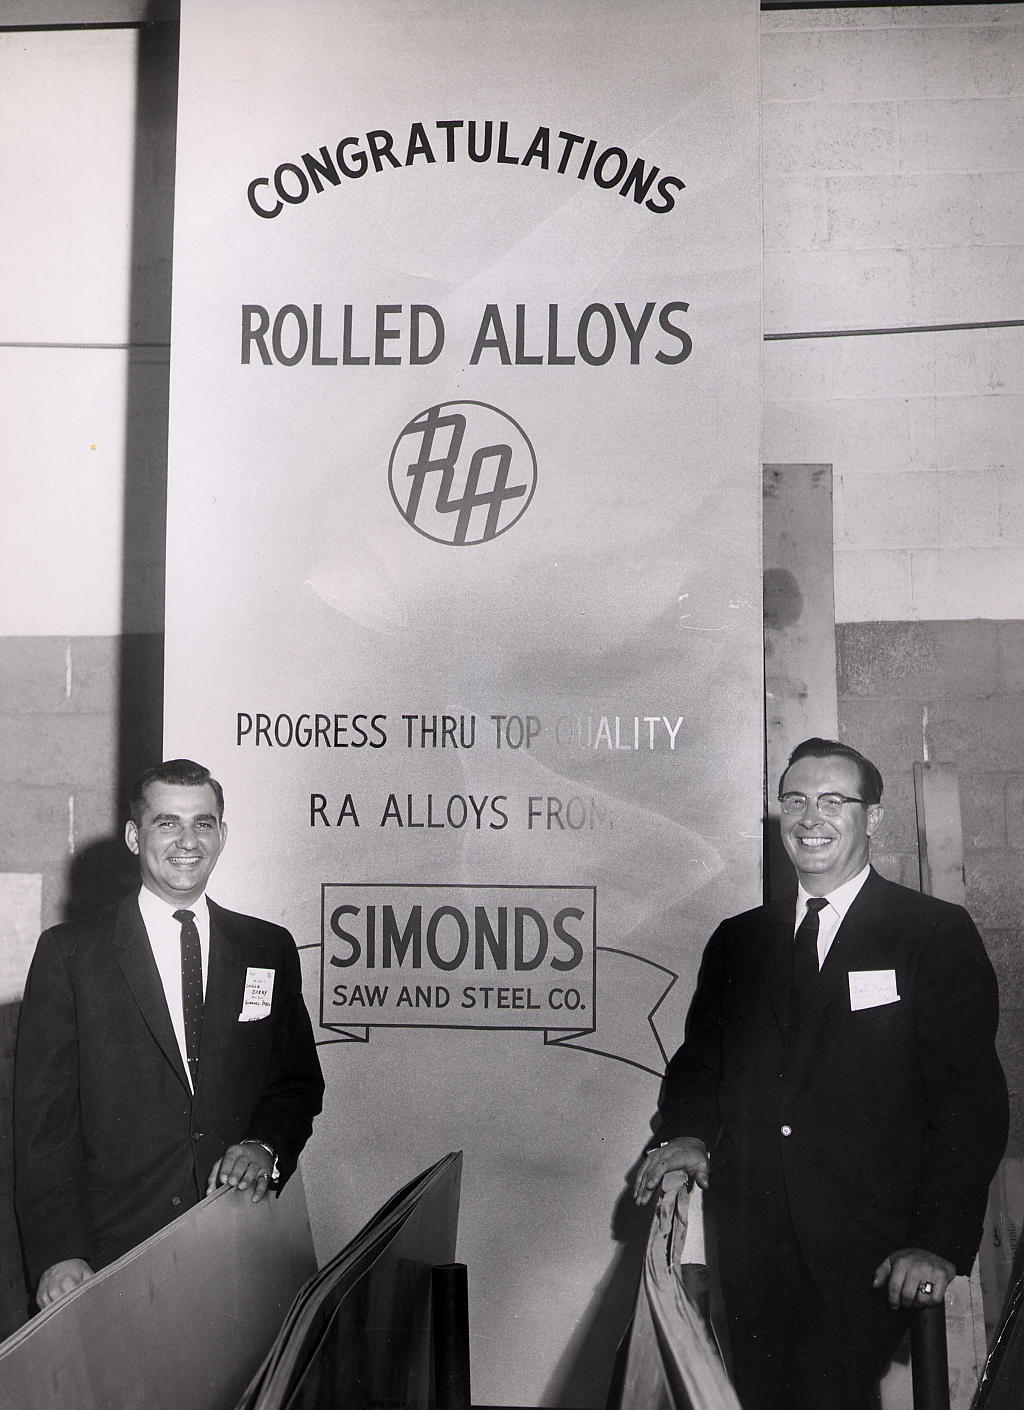 CONGRATULATIONS
ROLLED ALLOYS
RA
PROGRESS THRU TOP QUALITY
RA ALLOYS FROM
SIMONDS
SAW AND STEEL CO.